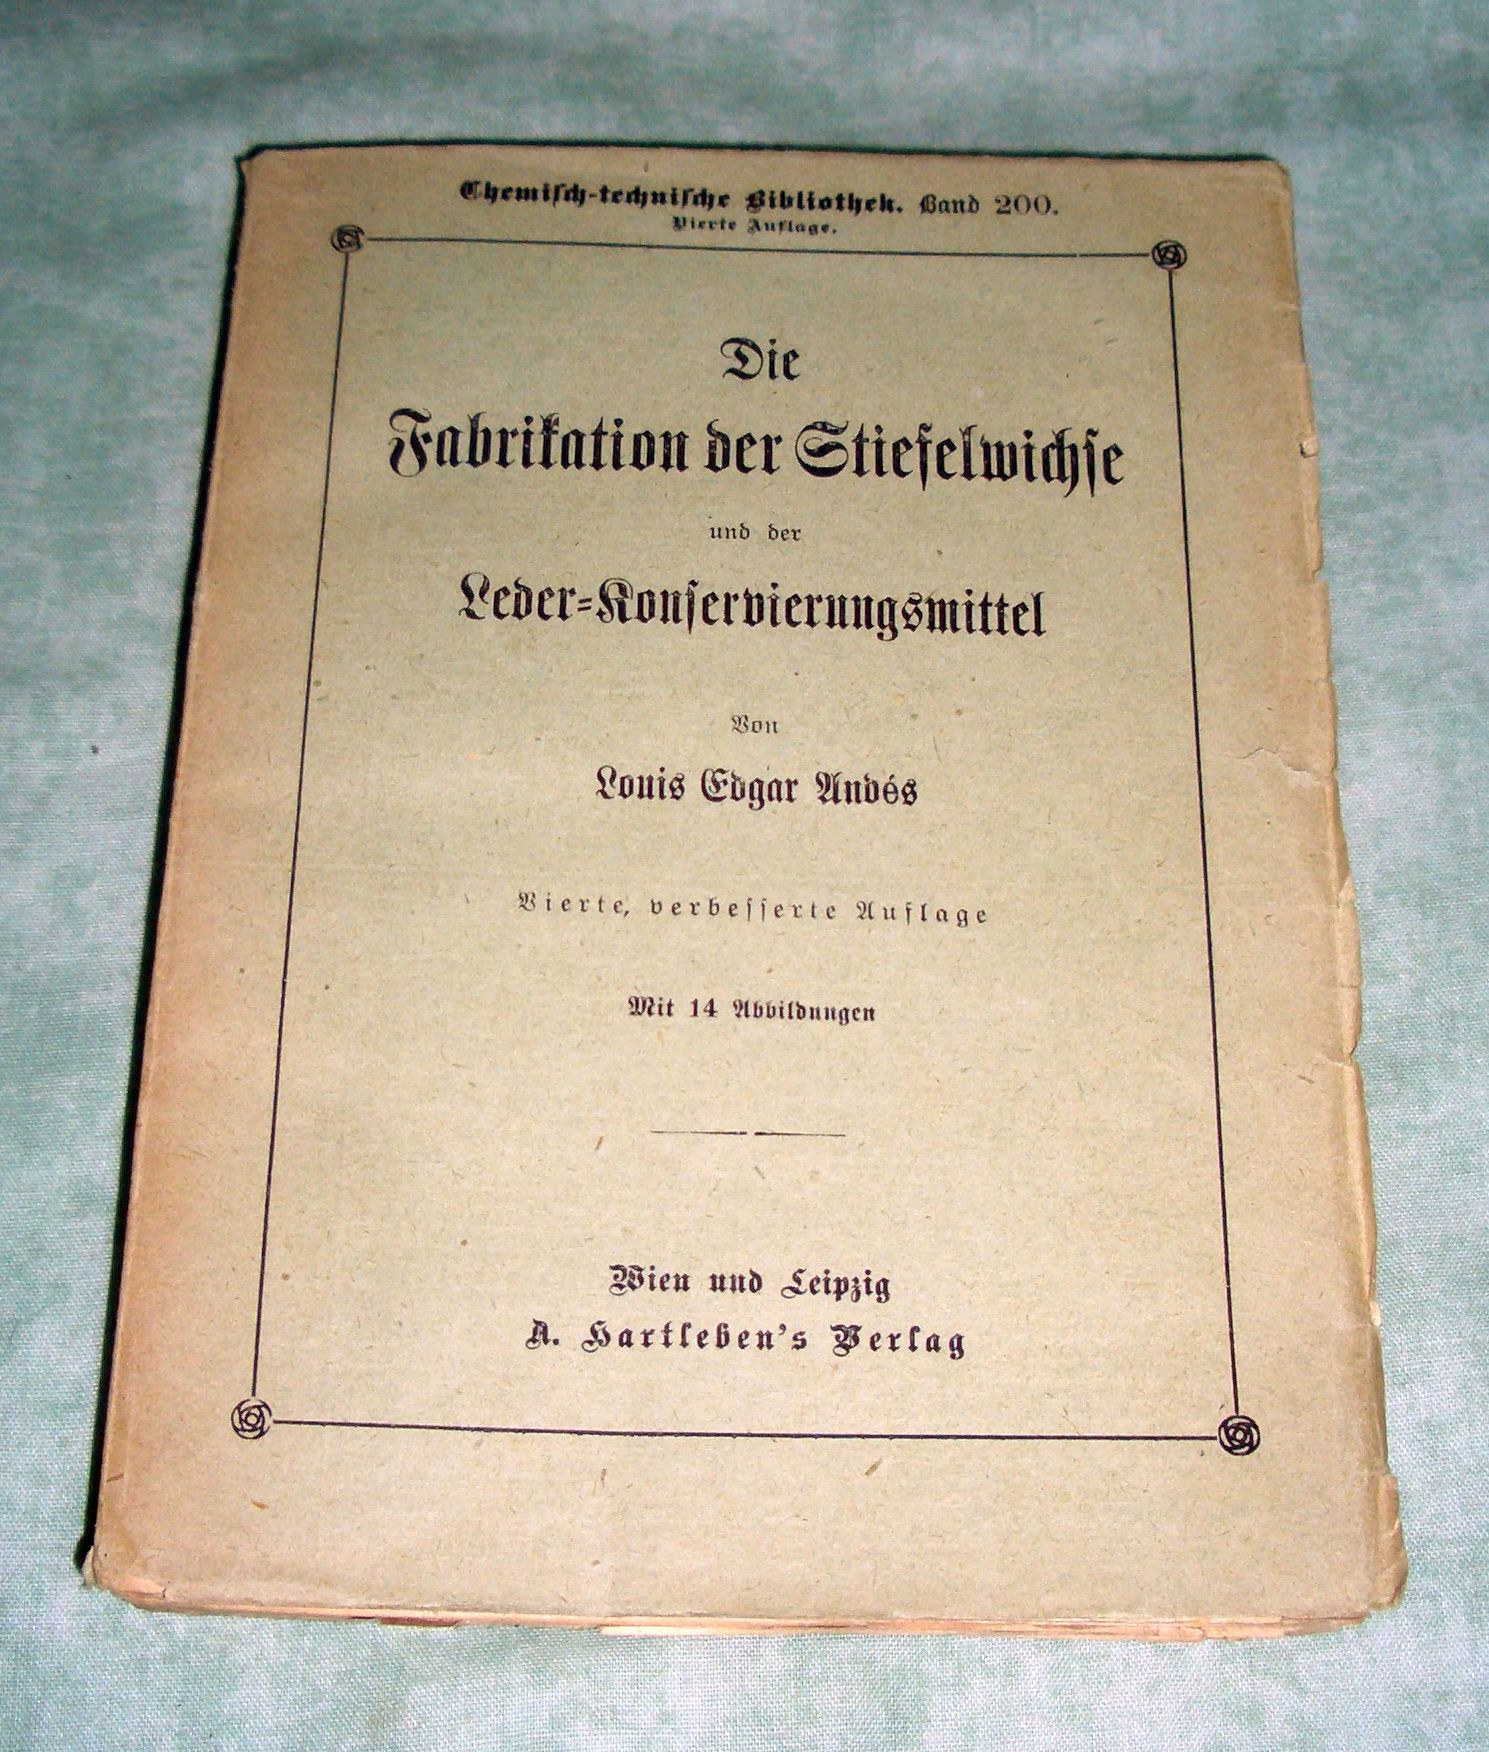 Chemisch-technische Bibliothek. Band 200.
Vierte Auflage.
Die
Fabrikation der Stiefelwichse
und der
Leder-Konservierungsmittel
Von
Louis Edgar Andés
Vierte, verbesserte Auflage
Mit 14 Abbildungen
Wien und Leipzig
A. Hartleben's Verlag